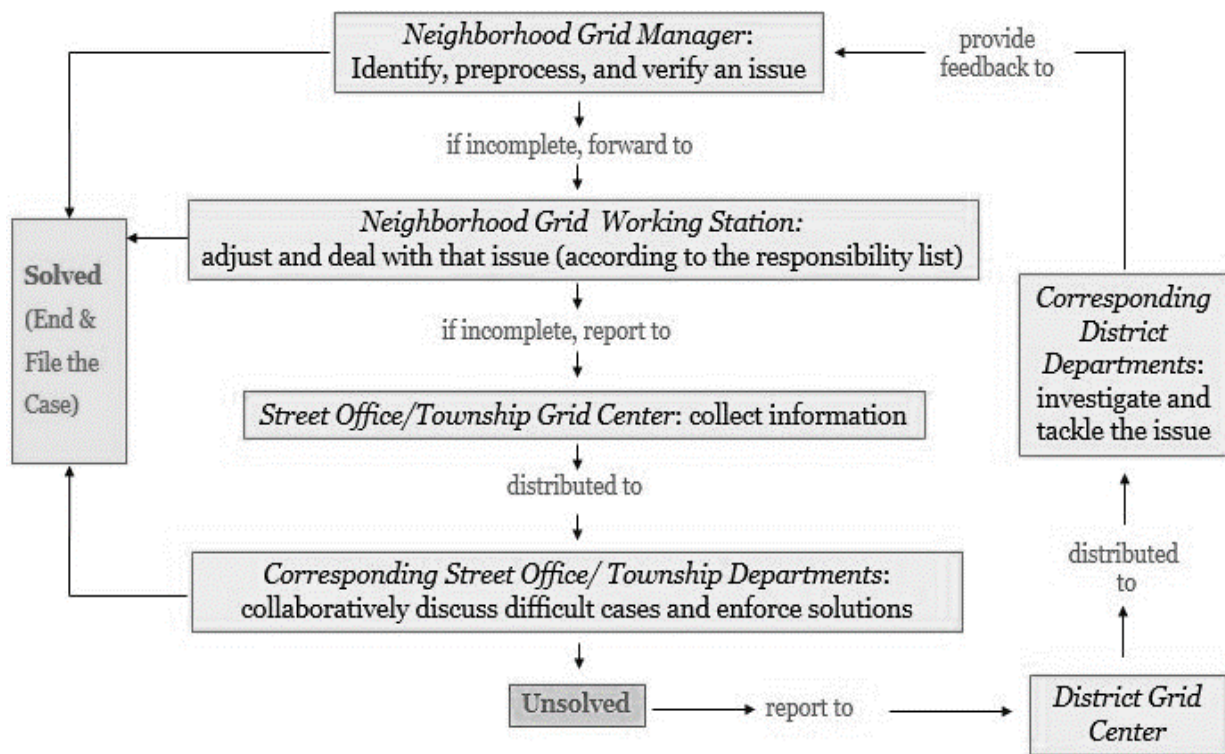 Neighborhood Grid Manager:
Identify, preprocess, and verify an issue
provide
feedback to
if incomplete, forward to
Neighborhood Grid Working Station:
adjust and deal with that issue (according to the responsibility list)
Solved
(End &
File the
Case)
Corresponding
District
Departments:
investigate and
tackle the issue
if incomplete, report to
Street Office/Township Grid Center: collect information
distributed to
Corresponding Street Office/ Township Departments:
collaboratively discuss difficult cases and enforce solutions
distributed
to
Unsolved
report to
District Grid
Center